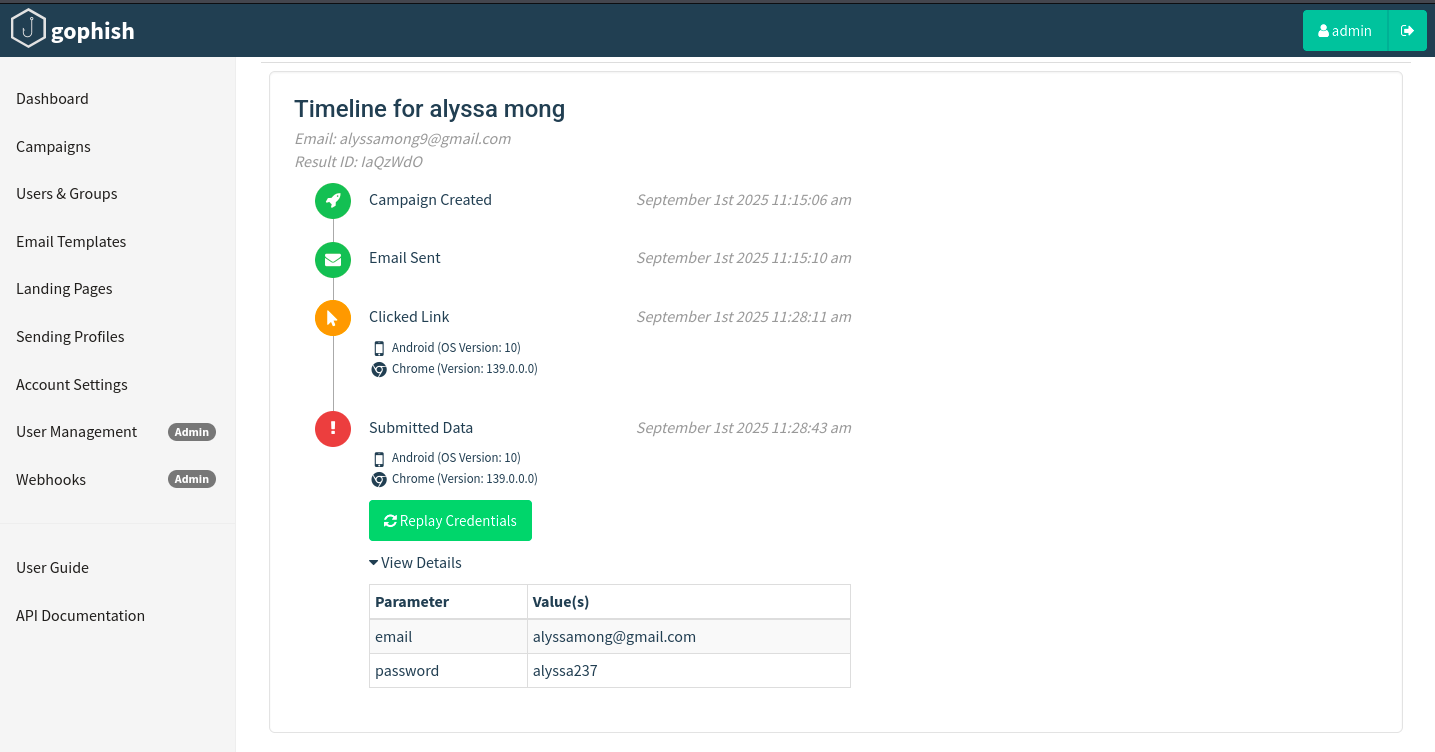 gophish
admin
Dashboard
Campaigns
Users & Groups
Email Templates
Landing Pages
Sending Profiles
Account Settings
User Management Admin
Webhooks Admin
User Guide
API Documentation
Timeline for alyssa mong
Email: alyssamong9@gmail.com
Result ID: IaQzWdO
Campaign Created September 1st 2025 11:15:06 am
Email Sent September 1st 2025 11:15:10 am
Clicked Link September 1st 2025 11:28:11 am
Android (OS Version: 10)
Chrome (Version: 139.0.0.0)
Submitted Data September 1st 2025 11:28:43 am
Android (OS Version: 10)
Chrome (Version: 139.0.0.0)
Replay Credentials
View Details
Parameter Value(s)
email alyssamong@gmail.com
password alyssa237